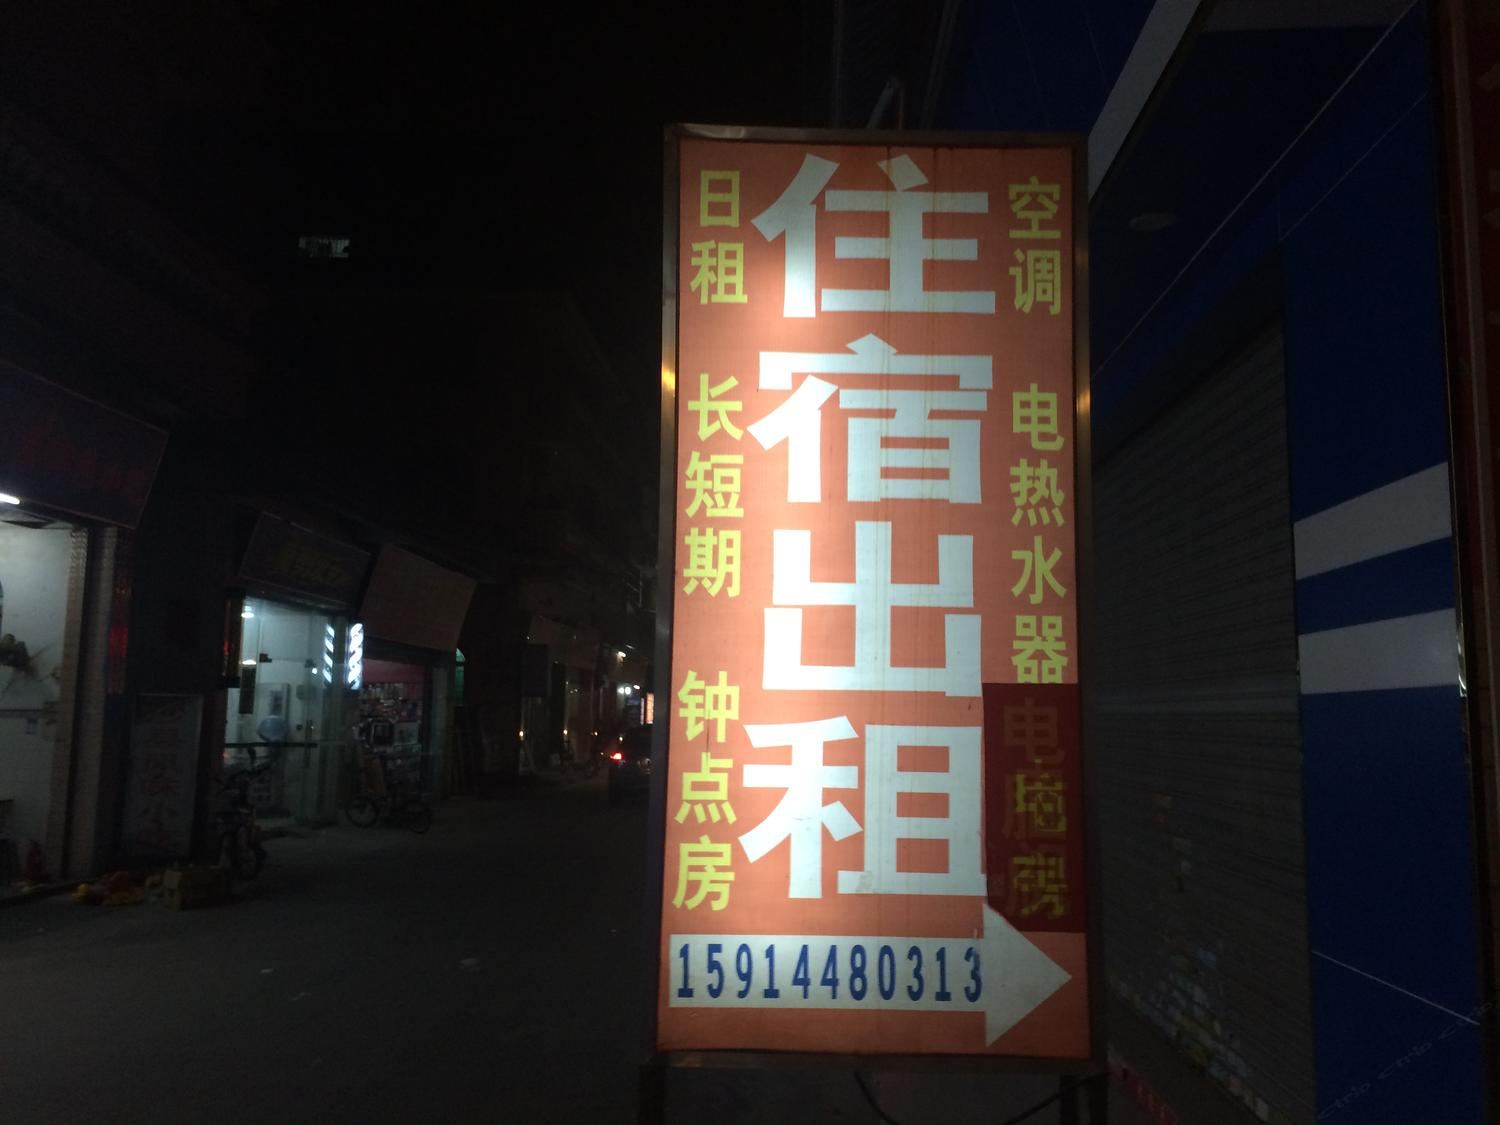 住宿出租
日租
长短期
钟点房
空调
电热水器
电脑房
15914480313